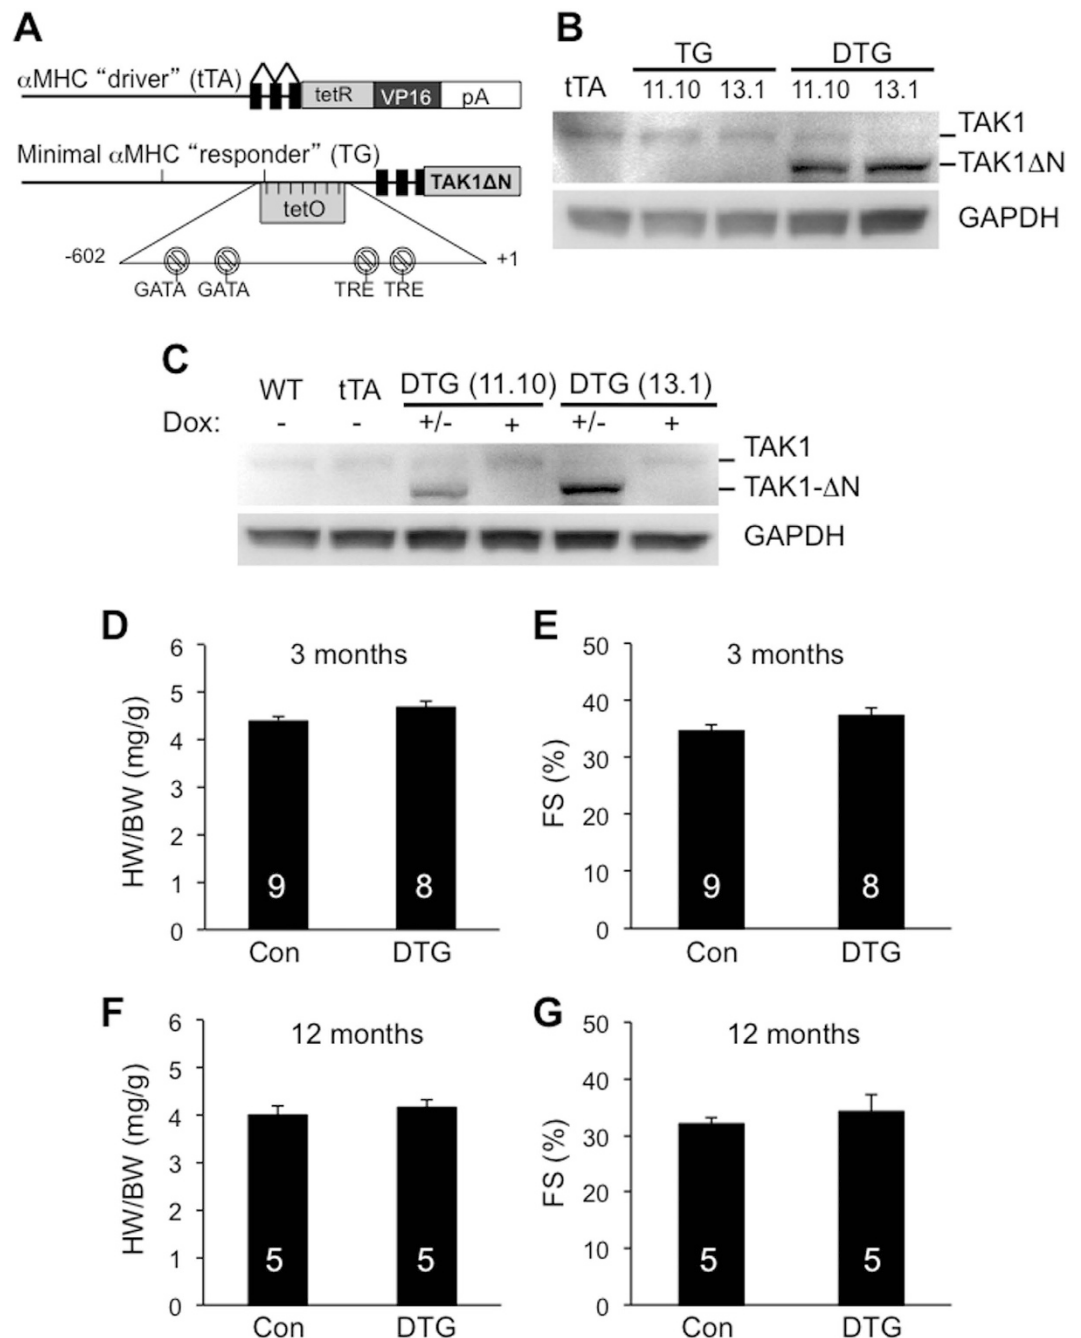 A
αMHC “driver” (tTA)
tetR VP16 pA
Minimal αMHC “responder” (TG)
TAK1ΔN
tetO
-602 +1
GATA GATA TRE TRE
B
TG DTG
tTA 11.10 13.1 11.10 13.1
TAK1
TAK1ΔN
GAPDH
C
WT tTA DTG (11.10) DTG (13.1)
Dox: - - +/- + +/- +
TAK1
TAK1-ΔN
GAPDH
D
3 months
HW/BW (mg/g)
6
5
4
3
2
1
0
9 8
Con DTG
E
3 months
FS (%)
50
40
30
20
10
0
9 8
Con DTG
F
12 months
HW/BW (mg/g)
6
5
4
3
2
1
0
5 5
Con DTG
G
12 months
FS (%)
50
40
30
20
10
0
5 5
Con DTG